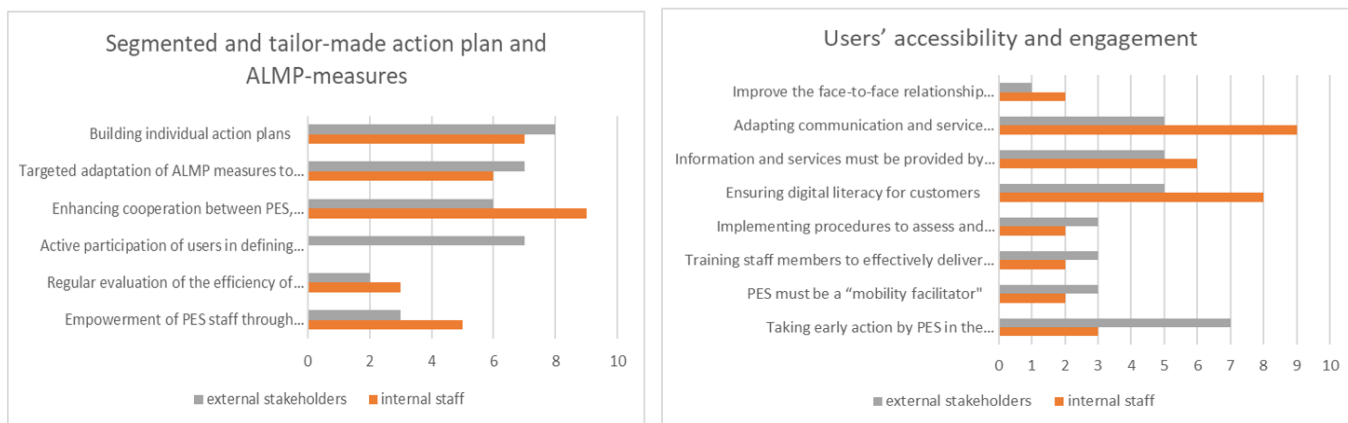 Segmented and tailor-made action plan and
ALMP-measures
Building individual action plans
Targeted adaptation of ALMP measures to...
Enhancing cooperation between PES,...
Active participation of users in defining...
Regular evaluation of the efficiency of...
Empowerment of PES staff through...
0 2 4 6 8 10
external stakeholders internal staff
Users' accessibility and engagement
Improve the face-to-face relationship...
Adapting communication and service...
Information and services must be provided by...
Ensuring digital literacy for customers
Implementing procedures to assess and...
Training staff members to effectively deliver...
PES must be a “mobility facilitator"
Taking early action by PES in the...
0 1 2 3 4 5 6 7 8 9 10
external stakeholders internal staff